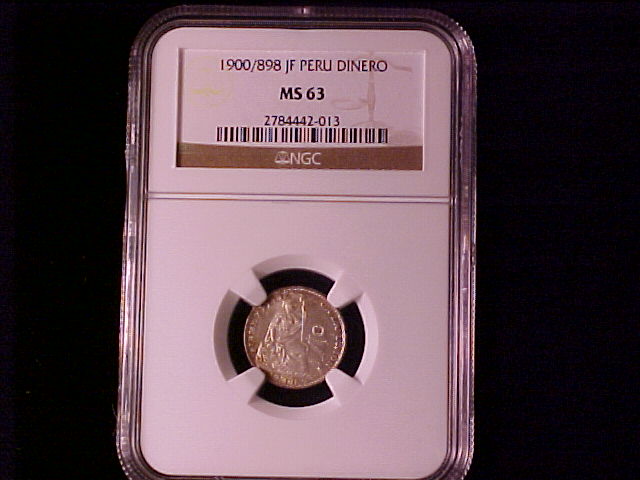 1900/898 JF PERU DINERO
MS 63
2784442-013
NGC